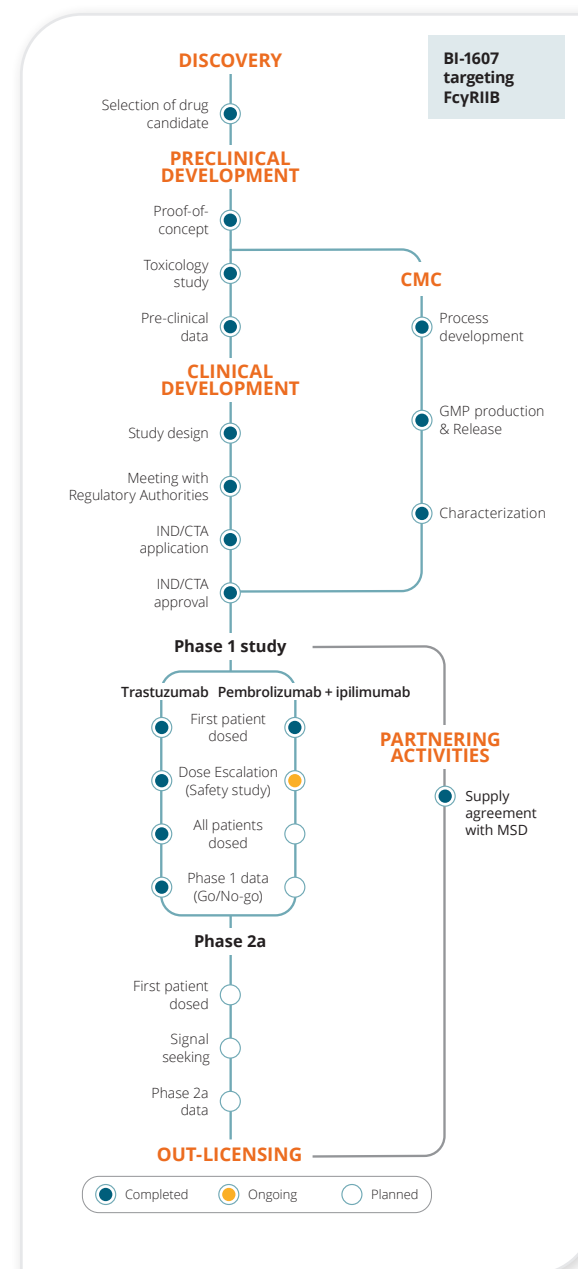 BI-1607
targeting
FcyRIIB
DISCOVERY
Selection of drug
candidate
PRECLINICAL
DEVELOPMENT
Proof-of-
concept
Toxicology
study
Pre-clinical
data
CMC
Process
development
GMP production
& Release
Characterization
CLINICAL
DEVELOPMENT
Study design
Meeting with
Regulatory Authorities
IND/CTA
application
IND/CTA
approval
Phase 1 study
Trastuzumab
Pembrolizumab + ipilimumab
First patient
dosed
Dose Escalation
(Safety study)
All patients
dosed
Phase 1 data
(Go/No-go)
PARTNERING
ACTIVITIES
Supply
agreement
with MSD
Phase 2a
First patient
dosed
Signal
seeking
Phase 2a
data
OUT-LICENSING
Completed
Ongoing
Planned